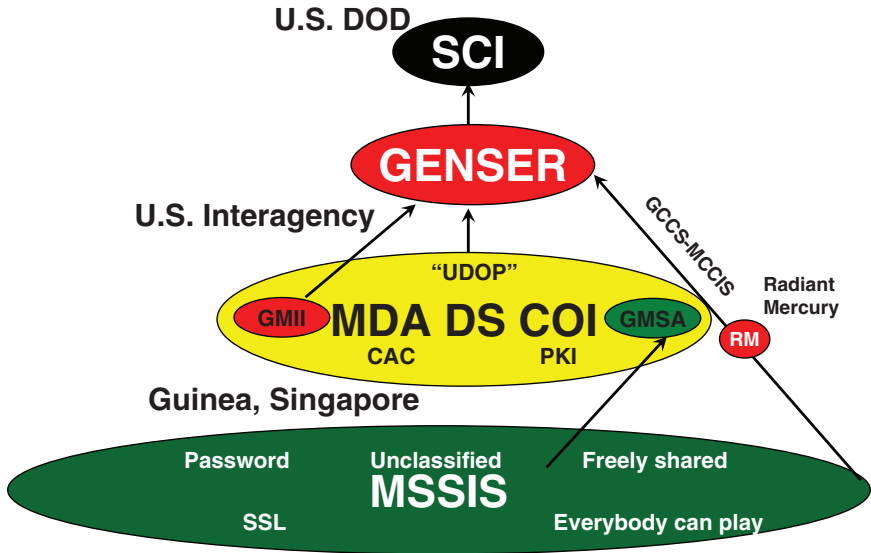 U.S. DOD
SCI
GENSER
U.S. Interagency
GCCS-MCCIS
“UDOP”
Radiant
Mercury
GMII
MDA DS COI
GMSA
RM
CAC
PKI
Guinea, Singapore
Password
Unclassified
Freely shared
MSSIS
SSL
Everybody can play